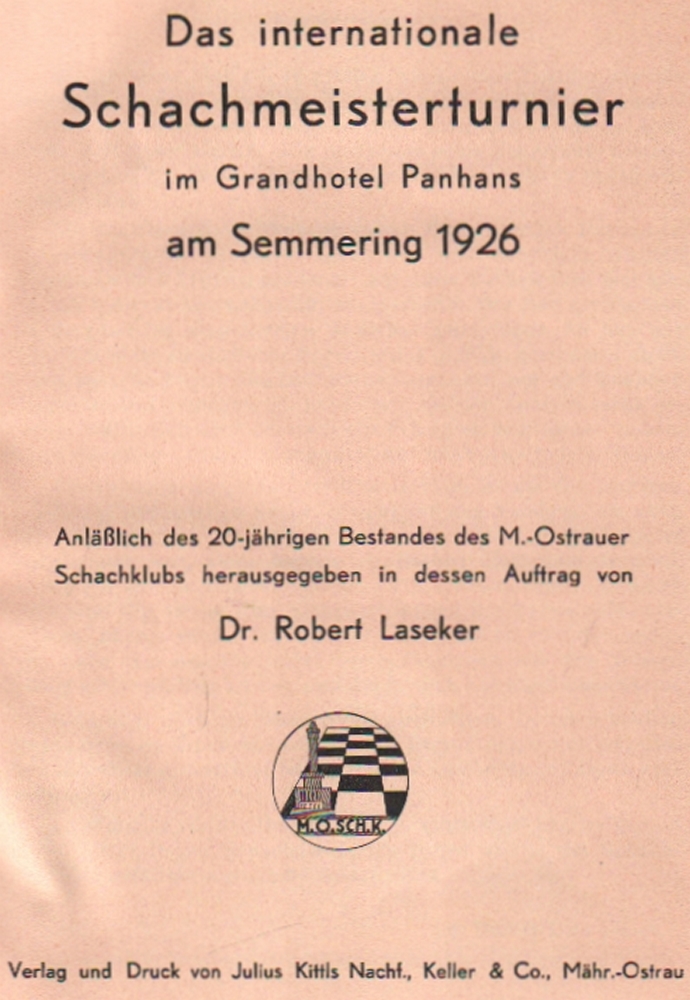 Das internationale
Schachmeisterturnier
im Grandhotel Panhans
am Semmering 1926
Anläßlich des 20-jährigen Bestandes des M.-Ostrauer
Schachklubs herausgegeben in dessen Auftrag von
Dr. Robert Laseker
M.O.SCH.K.
Verlag und Druck von Julius Kittls Nachf., Keller & Co., Mähr.-Ostrau